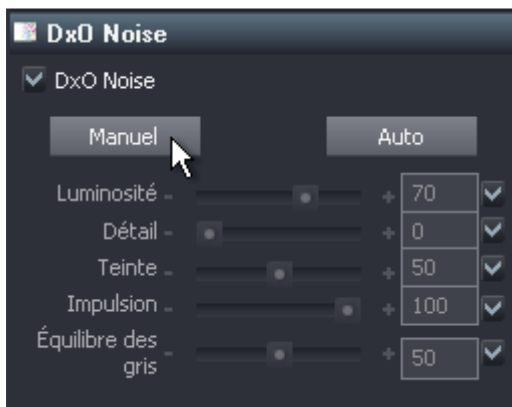 DxO Noise
DxO Noise
Manuel Auto
Luminosité - + 70
Détail - + 0
Teinte - + 50
Impulsion - + 100
Équilibre des
gris - + 50